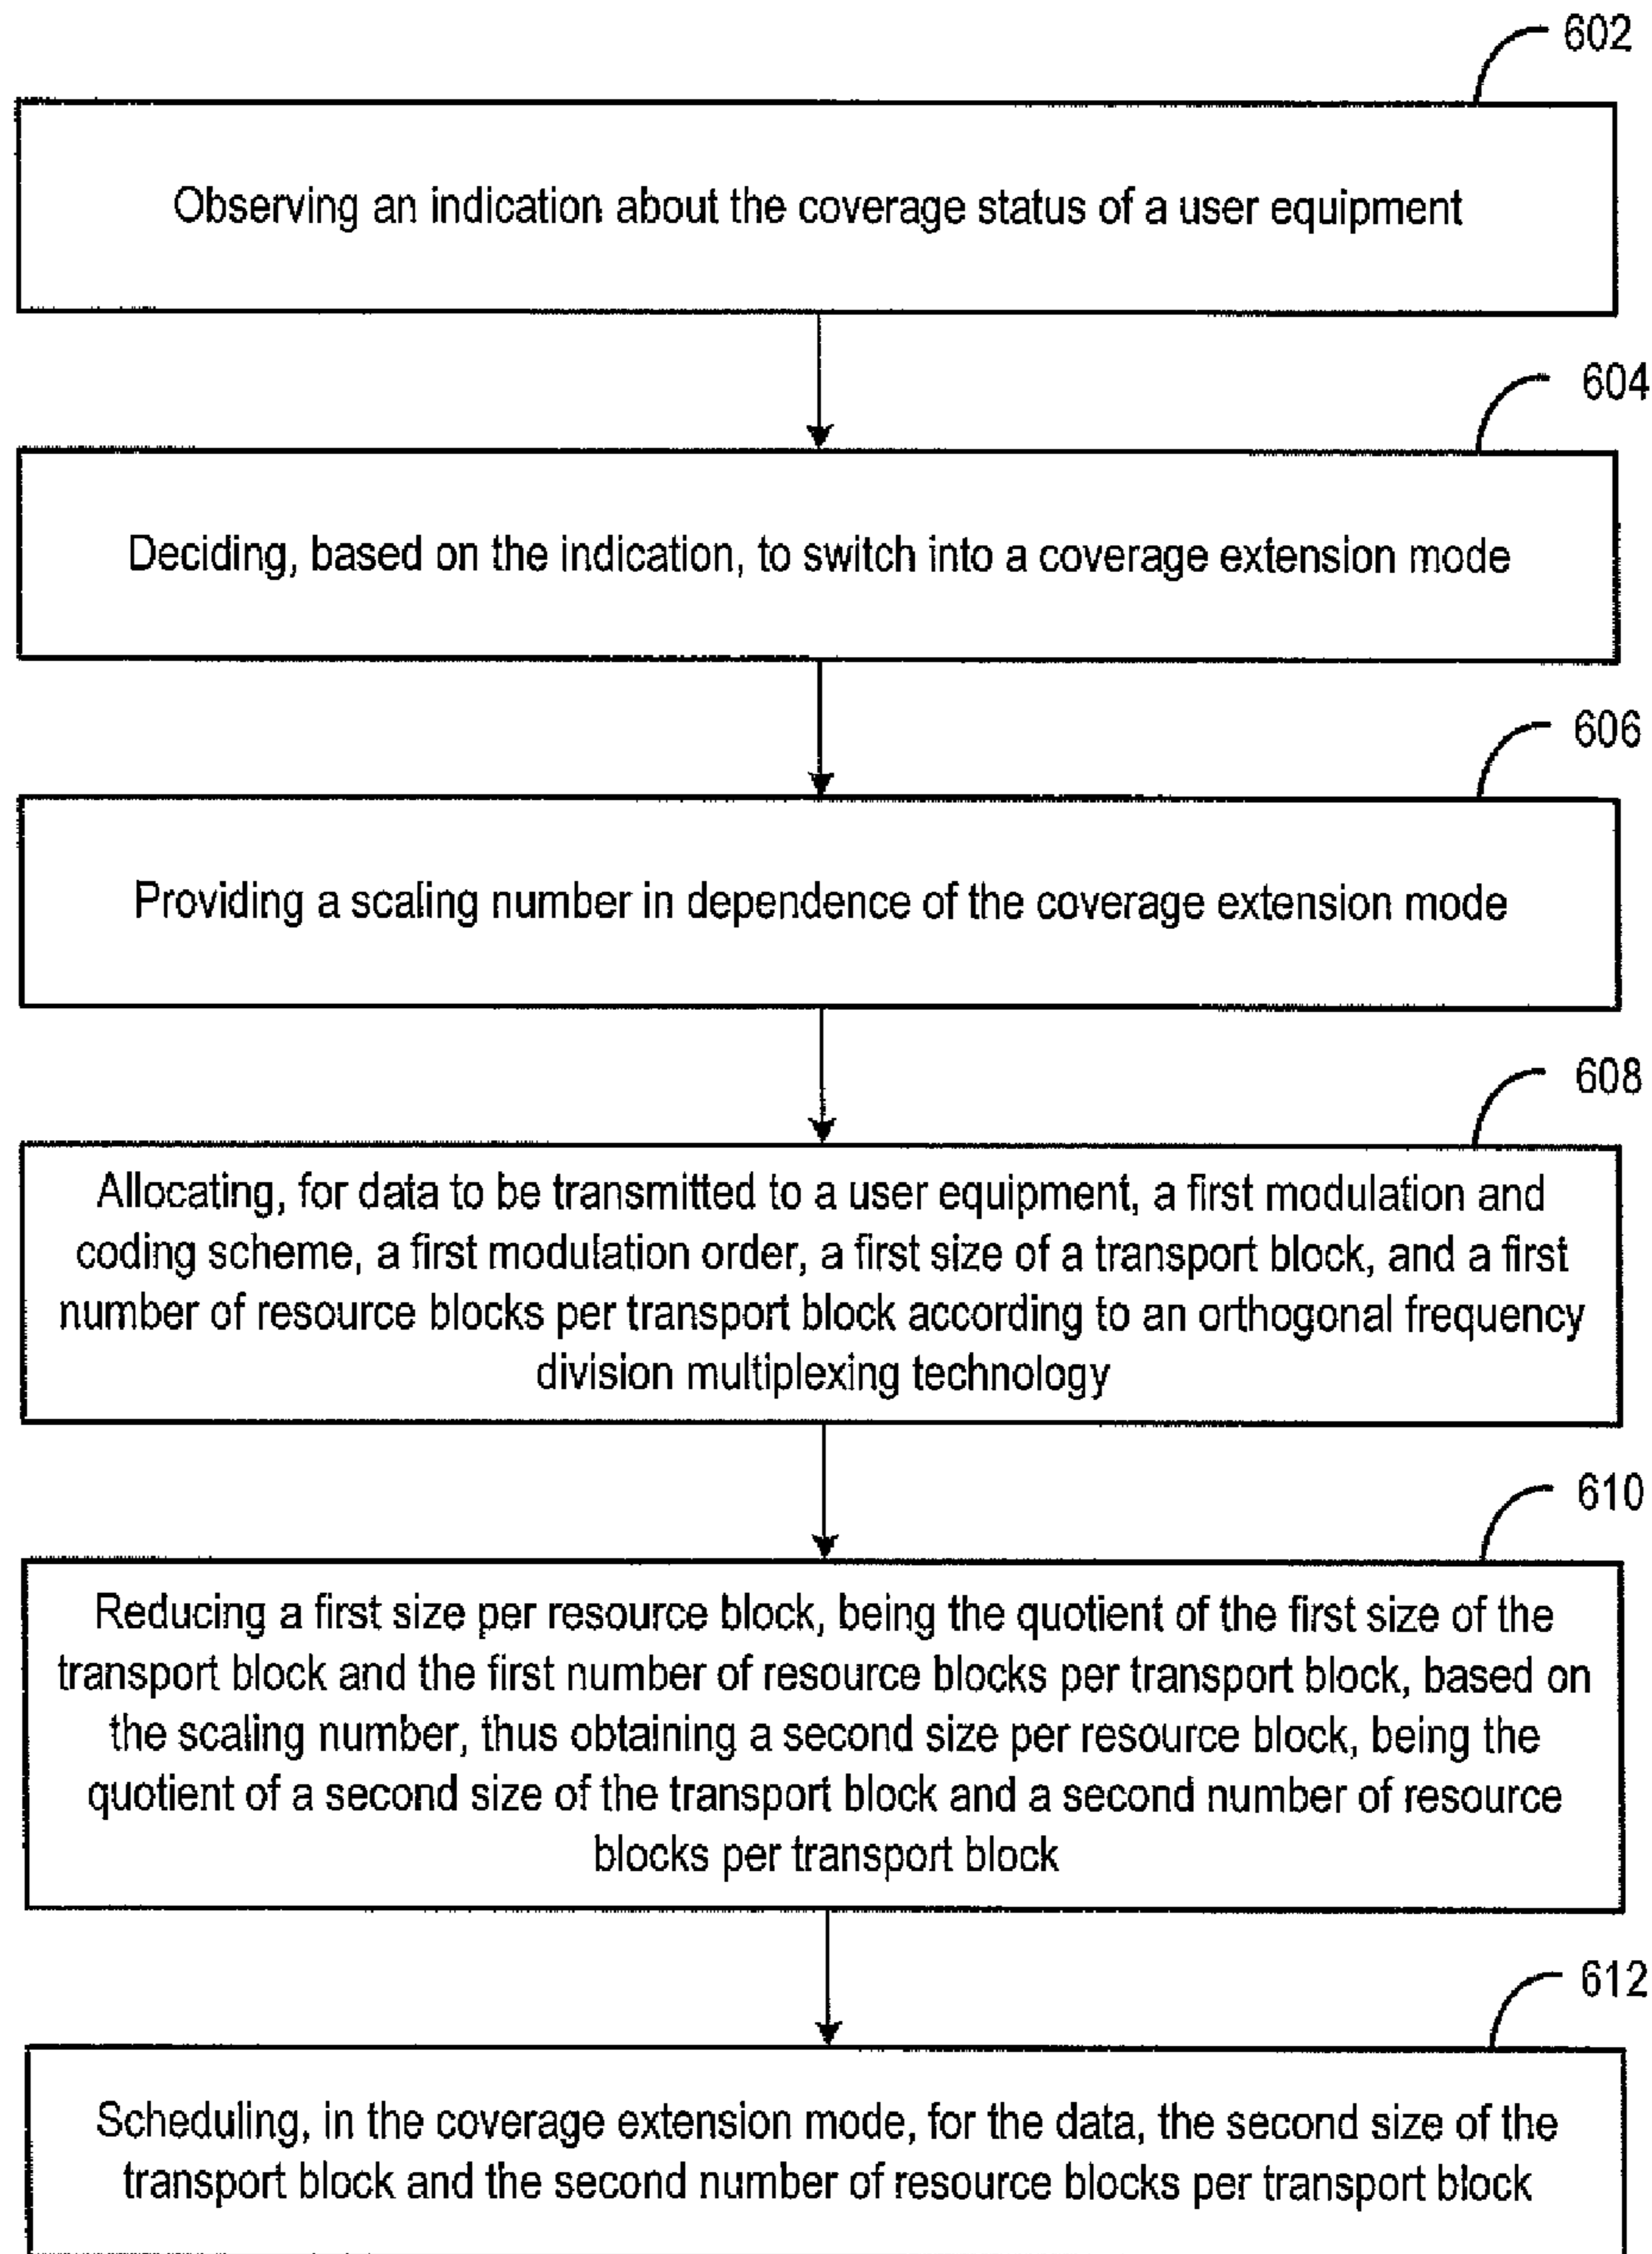 602
Observing an indication about the coverage status of a user equipment
604
Deciding, based on the indication, to switch into a coverage extension mode
606
Providing a scaling number in dependence of the coverage extension mode
608
Allocating, for data to be transmitted to a user equipment, a first modulation and
coding scheme, a first modulation order, a first size of a transport block, and a first
number of resource blocks per transport block according to an orthogonal frequency
division multiplexing technology
610
Reducing a first size per resource block, being the quotient of the first size of the
transport block and the first number of resource blocks per transport block, based on
the scaling number, thus obtaining a second size per resource block, being the
quotient of a second size of the transport block and a second number of resource
blocks per transport block
612
Scheduling, in the coverage extension mode, for the data, the second size of the
transport block and the second number of resource blocks per transport block